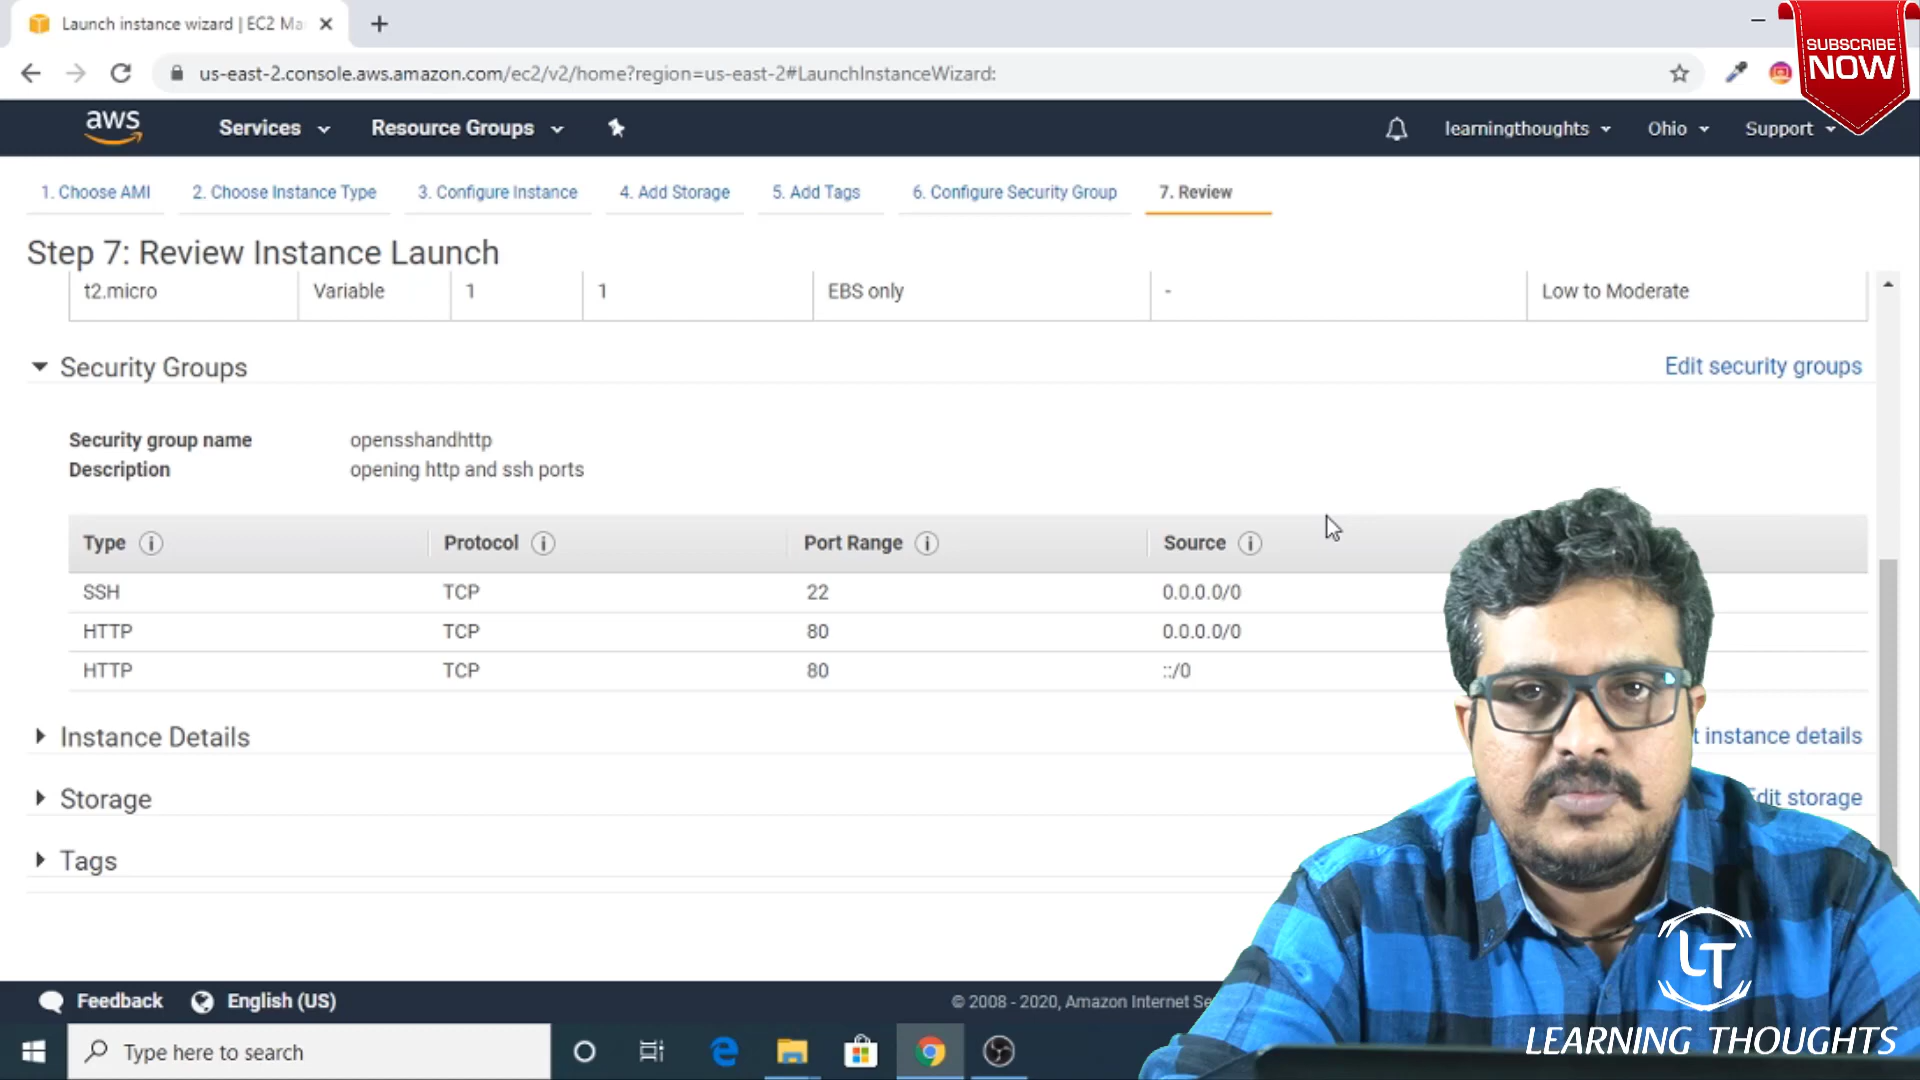 Launch instance wizard | EC2 Ma
SUBSCRIBE
NOW
us-east-2.console.aws.amazon.com/ec2/v2/home?region=us-east-2#LaunchInstanceWizard:
aws
Services
Resource Groups
learningthoughts
Ohio
Support
1. Choose AMI
2. Choose Instance Type
3. Configure Instance
4. Add Storage
5. Add Tags
6. Configure Security Group
7. Review
Step 7: Review Instance Launch
t2.micro Variable 1 1 EBS only - Low to Moderate
Security Groups
Edit security groups
Security group name opensshandhttp
Description opening http and ssh ports
Type Protocol Port Range Source
SSH TCP 22 0.0.0.0/0
HTTP TCP 80 0.0.0.0/0
HTTP TCP 80 ::/0
Instance Details
t instance details
Storage
dit storage
Tags
Feedback
English (US)
© 2008 - 2020, Amazon Internet Se
Type here to search
LT
LEARNING THOUGHTS